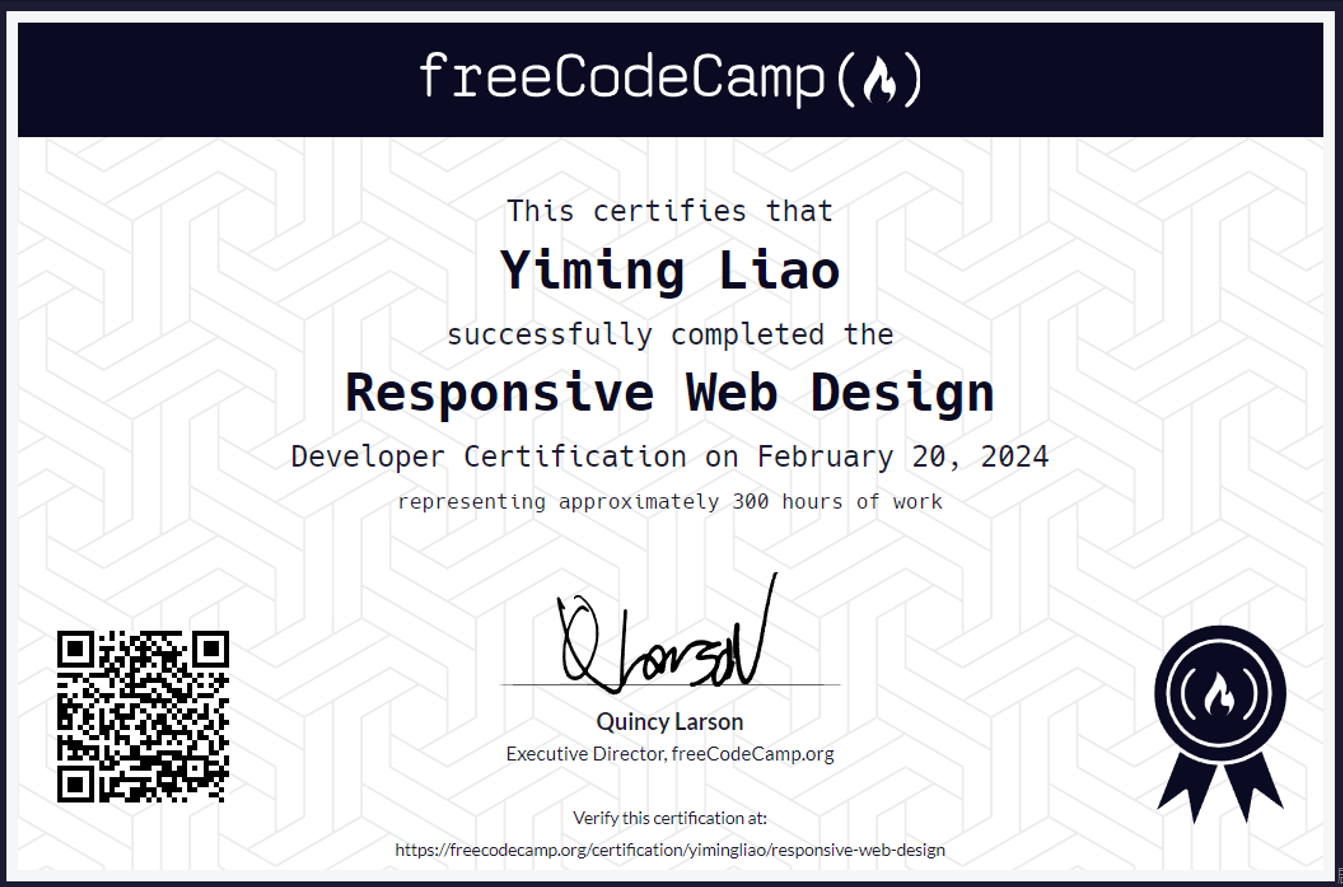 freeCodeCamp
This certifies that
Yiming Liao
successfully completed the
Responsive Web Design
Developer Certification on February 20, 2024
representing approximately 300 hours of work
Q Larson
Quincy Larson
Executive Director, freeCodeCamp.org
Verify this certification at:
https://freecodecamp.org/certification/yimingliao/responsive-web-design